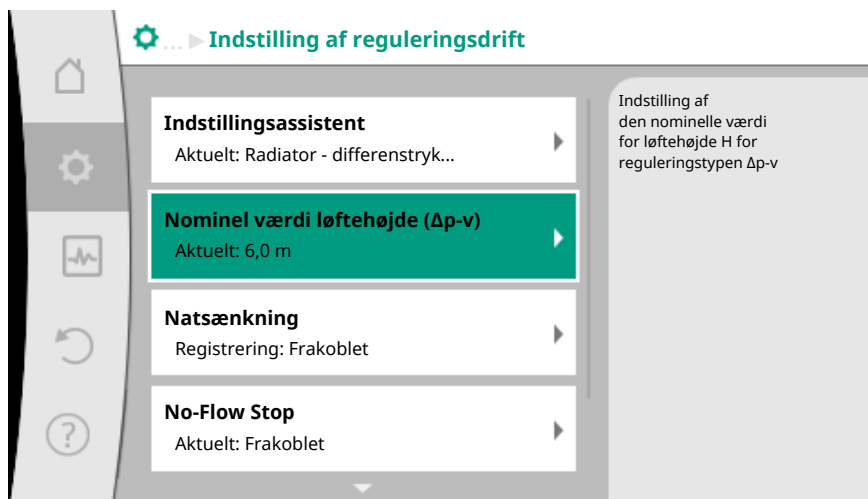 ... ▶ Indstilling af reguleringsdrift
Indstillingsassistent
Aktuelt: Radiator - differenstryk...
Nominel værdi løftehøjde (Δp-v)
Aktuelt: 6,0 m
Natsænkning
Registrering: Frakoblet
No-Flow Stop
Aktuelt: Frakoblet
Indstilling af
den nominelle værdi
for løftehøjde H for
reguleringstypen Δp-v
?